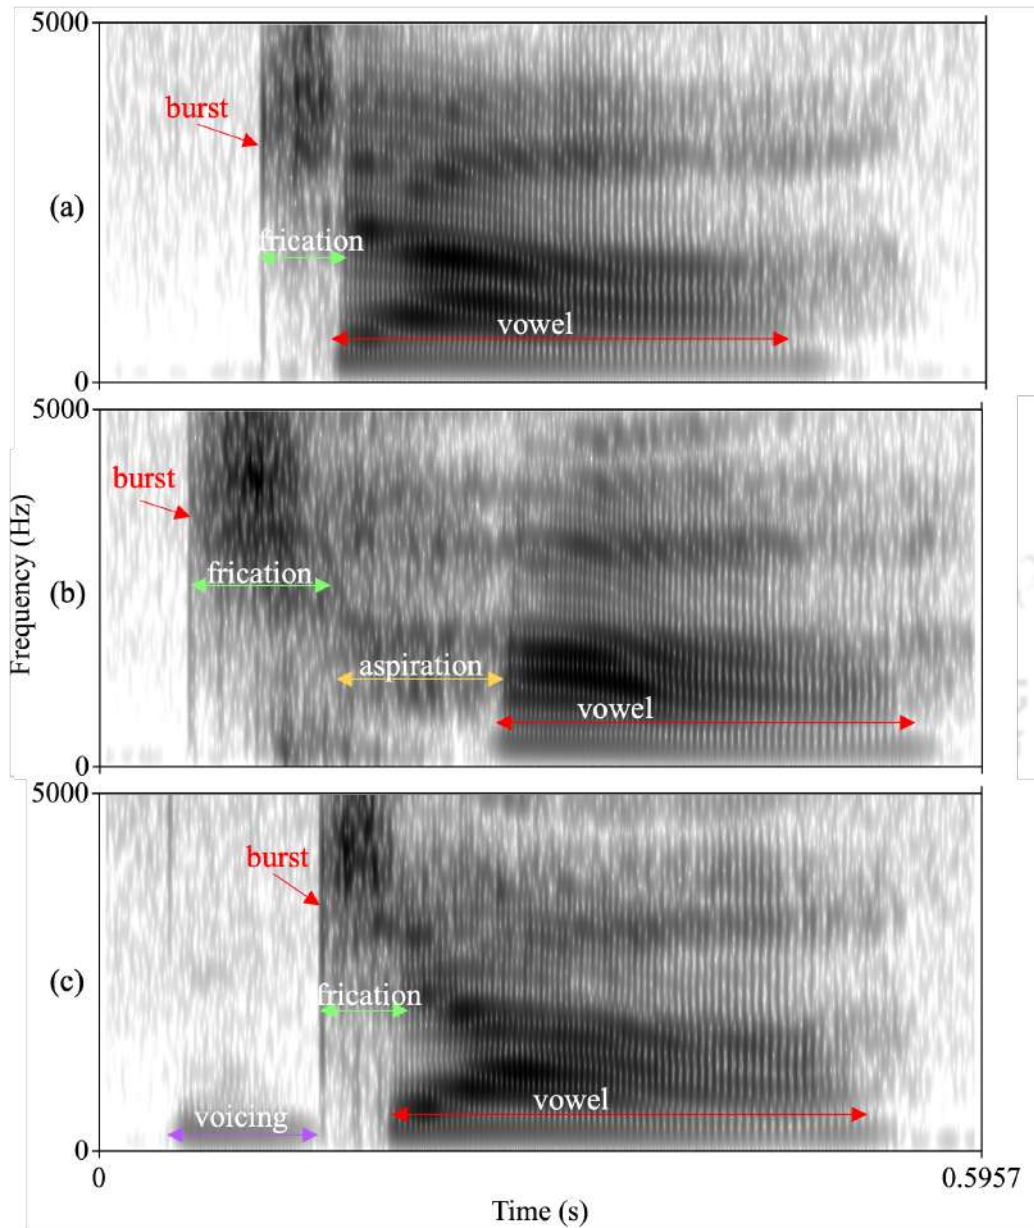 5000
burst
(a)
frication
vowel
0
5000
burst
frication
(b)
Frequency (Hz)
aspiration
vowel
0
5000
burst
(c)
frication
voicing
vowel
0
0
0.5957
Time (s)